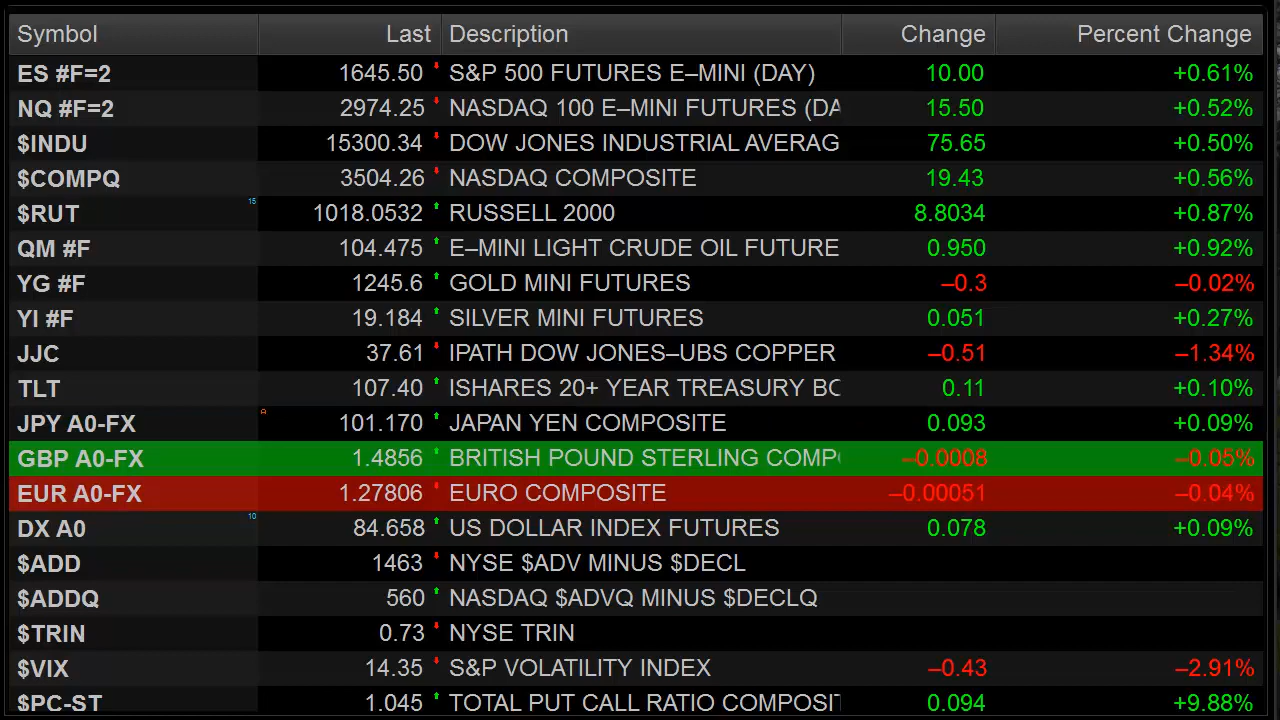 Symbol Last Description Change Percent Change
ES #F=2 1645.50 S&P 500 FUTURES E–MINI (DAY) 10.00 +0.61%
NQ #F=2 2974.25 NASDAQ 100 E–MINI FUTURES (DA 15.50 +0.52%
$INDU 15300.34 DOW JONES INDUSTRIAL AVERAG 75.65 +0.50%
$COMPQ 3504.26 NASDAQ COMPOSITE 19.43 +0.56%
$RUT 15 1018.0532 RUSSELL 2000 8.8034 +0.87%
QM #F 104.475 E–MINI LIGHT CRUDE OIL FUTURE 0.950 +0.92%
YG #F 1245.6 GOLD MINI FUTURES –0.3 –0.02%
YI #F 19.184 SILVER MINI FUTURES 0.051 +0.27%
JJC 37.61 IPATH DOW JONES–UBS COPPER –0.51 –1.34%
TLT 107.40 ISHARES 20+ YEAR TREASURY BO 0.11 +0.10%
JPY A0-FX 101.170 JAPAN YEN COMPOSITE 0.093 +0.09%
GBP A0-FX 1.4856 BRITISH POUND STERLING COMP –0.0008 –0.05%
EUR A0-FX 1.27806 EURO COMPOSITE –0.00051 –0.04%
DX A0 10 84.658 US DOLLAR INDEX FUTURES 0.078 +0.09%
$ADD 1463 NYSE $ADV MINUS $DECL
$ADDQ 560 NASDAQ $ADVQ MINUS $DECLQ
$TRIN 0.73 NYSE TRIN
$VIX 14.35 S&P VOLATILITY INDEX –0.43 –2.91%
$PC-ST 1.045 TOTAL PUT CALL RATIO COMPOSIT 0.094 +9.88%